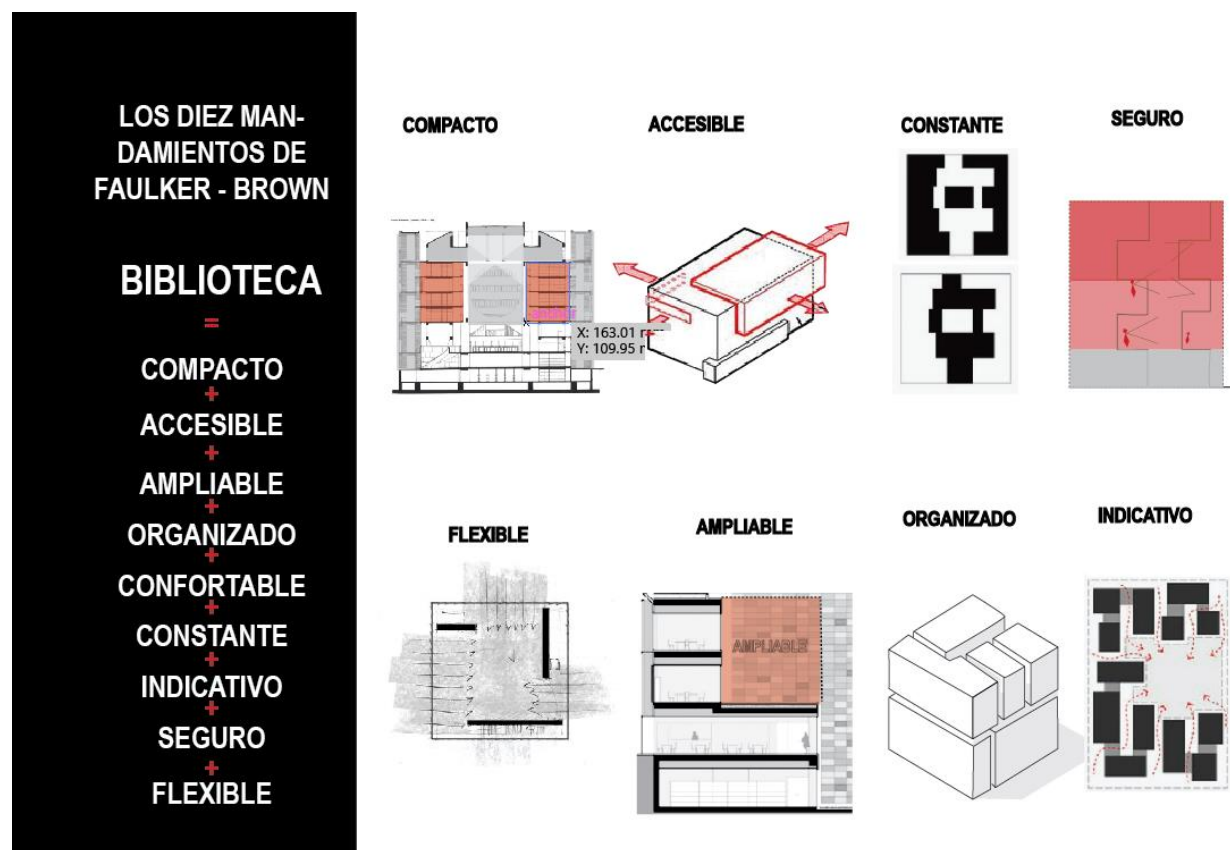 LOS DIEZ MAN-
DAMIENTOS DE
FAULKER - BROWN
BIBLIOTECA
=
COMPACTO
+
ACCESIBLE
+
AMPLIABLE
+
ORGANIZADO
+
CONFORTABLE
+
CONSTANTE
+
INDICATIVO
+
SEGURO
+
FLEXIBLE
COMPACTO
ACCESIBLE
CONSTANTE
SEGURO
anchor
X: 163.01
Y: 109.95
FLEXIBLE
AMPLIABLE
ORGANIZADO
INDICATIVO
AMPLIABLE